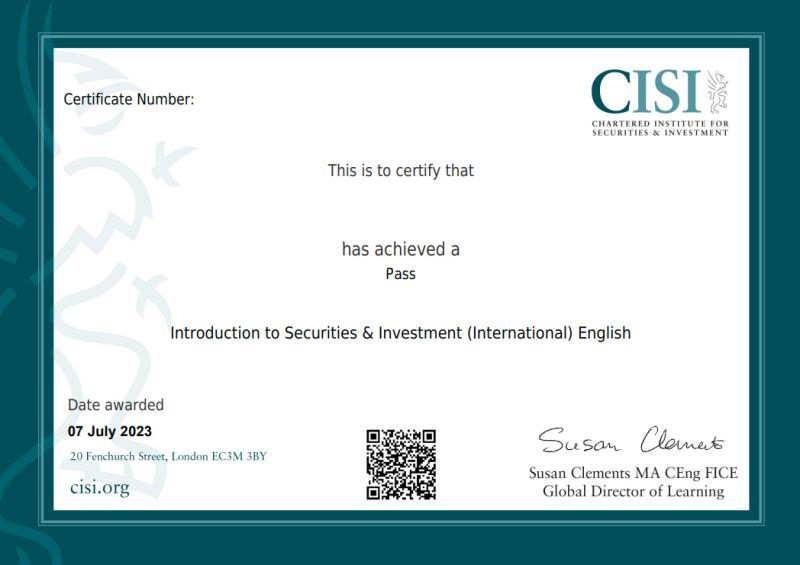 Certificate Number:
CISI
CHARTERED INSTITUTE FOR
SECURITIES & INVESTMENT
This is to certify that
has achieved a
Pass
Introduction to Securities & Investment (International) English
Date awarded
07 July 2023
20 Fenchurch Street, London EC3M 3BY
cisi.org
Susan Clements
Susan Clements MA CEng FICE
Global Director of Learning